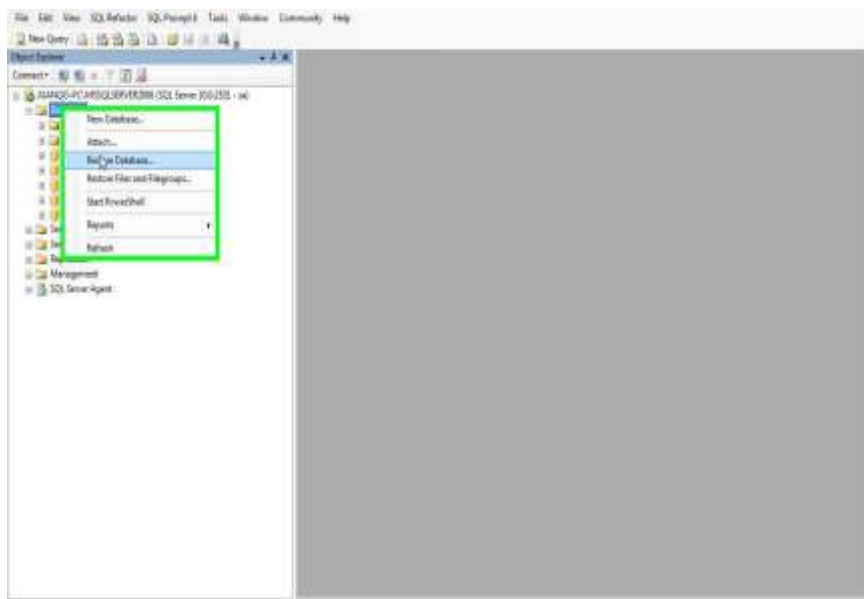 File Edit View SQL Refactor SQL Prompt Tools Window Community Help
New Query
Object Explorer
Connect
New Database...
Attach...
Database...
Restore Files and Filegroups...
Start PowerShell
Reports
Refresh
Management
SQL Server Agent